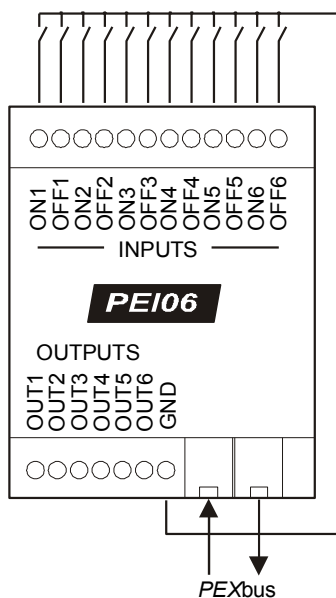 ON1 OFF1 ON2 OFF2 ON3 OFF3 ON4 OFF4 ON5 OFF5 ON6 OFF6
INPUTS
PEI06
OUTPUTS
OUT1 OUT2 OUT3 OUT4 OUT5 OUT6 GND
PEXbus